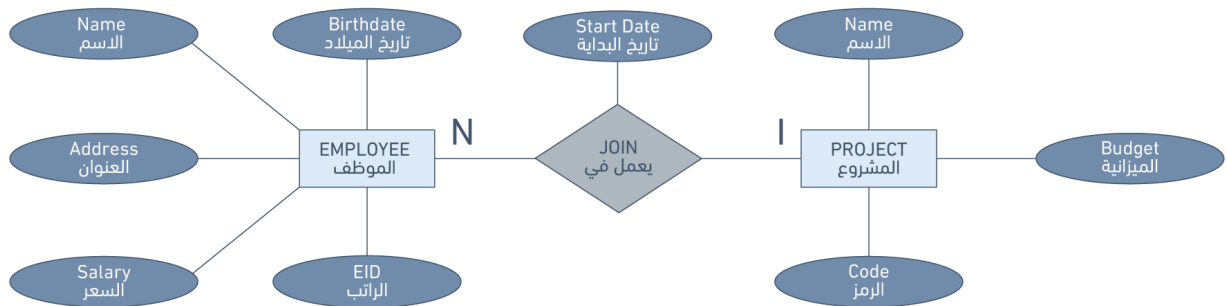 Name
الاسم
Birthdate
تاريخ الميلاد
Start Date
تاريخ البداية
Name
الاسم
Address
العنوان
EMPLOYEE
الموظف
N
JOIN
يعمل في
I
PROJECT
المشروع
Budget
الميزانية
Salary
السعر
EID
الراتب
Code
الرمز